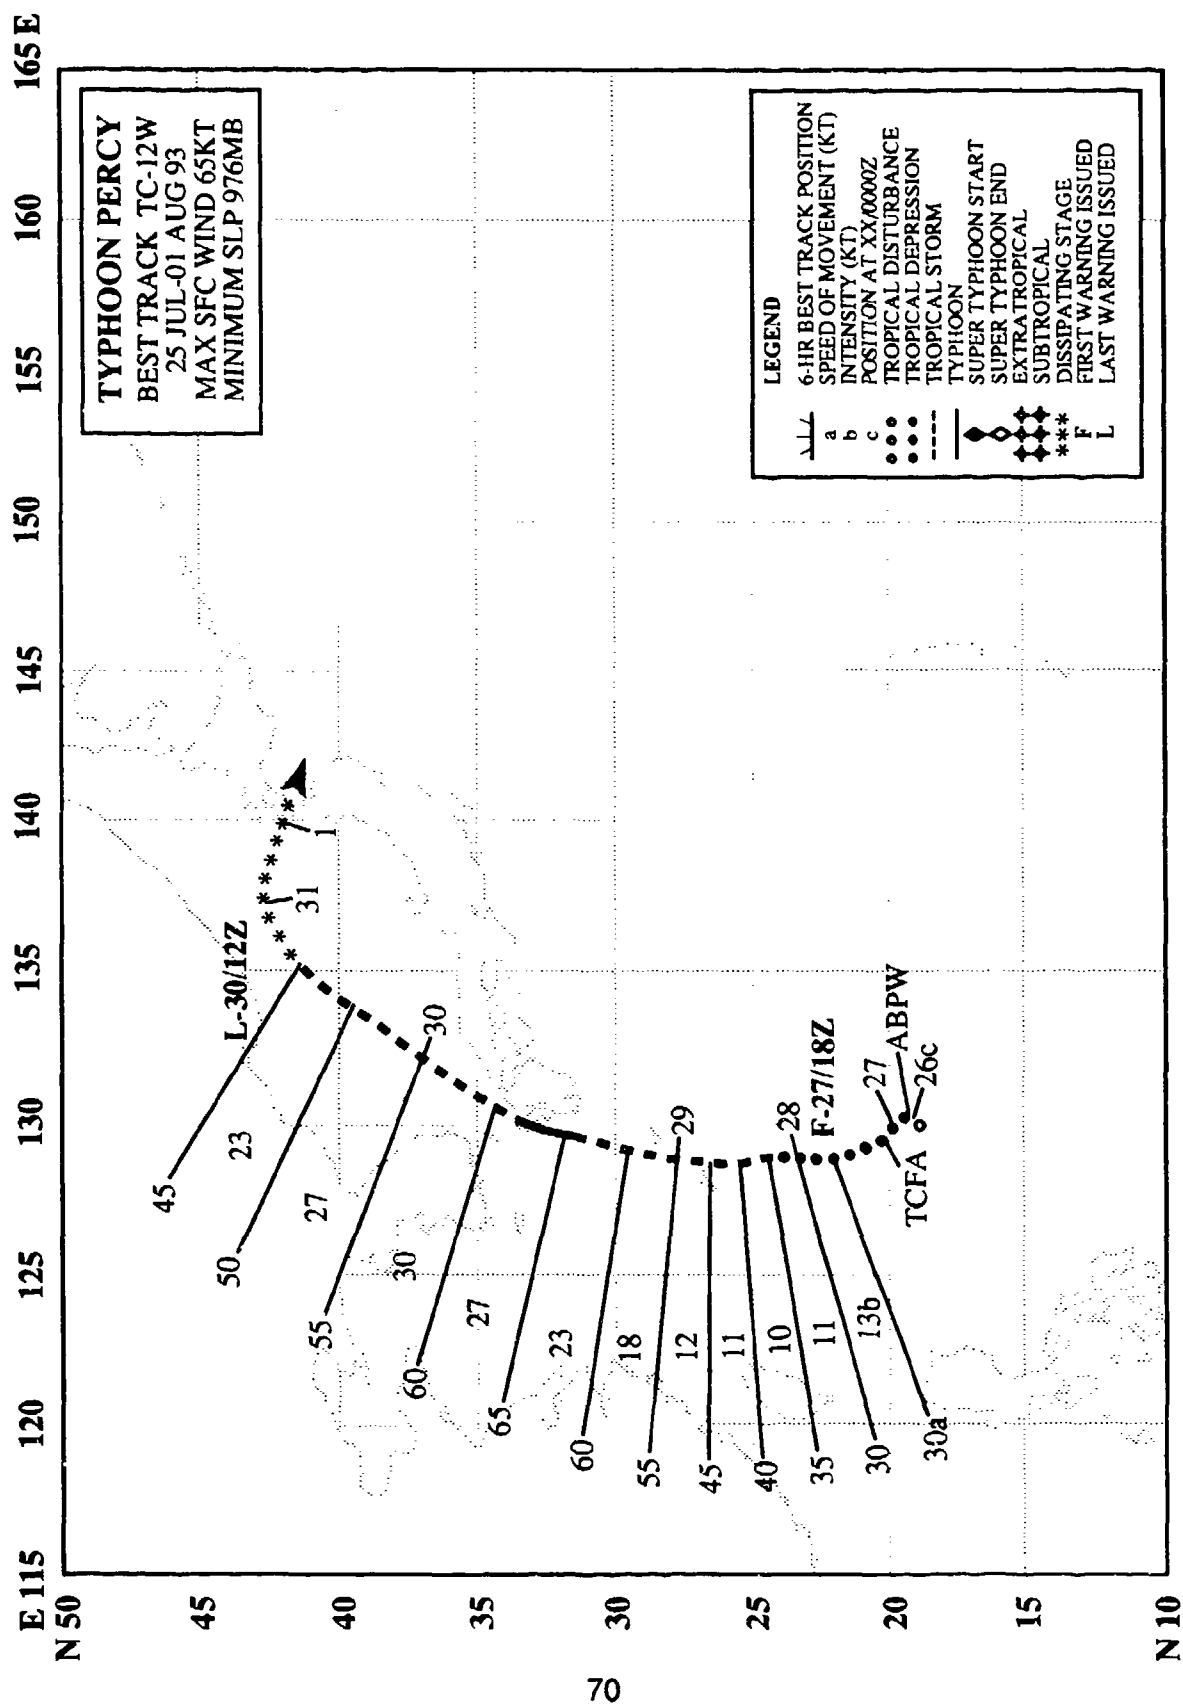 E 115 120 125 130 135 140 145 150 155 160 165 E
N 50
45
40
35
30
25
20
N 10
TYPHOON PERCY
BEST TRACK TC-12W
25 JUL-01 AUG 93
MAX SFC WIND 65KT
MINIMUM SLP 976MB
L-30/12Z
31
1
45
23
50
27
30
55
30
60
27
65
23
60
18
29
55
12
45
11
40
10
28
35
11
F-27/18Z
30
13b
27
30a
TCFA
ABPW
26c
LEGEND
6-HR BEST TRACK POSITION
a SPEED OF MOVEMENT (KT)
b INTENSITY (KT)
c POSITION AT XX/0000Z
TROPICAL DISTURBANCE
TROPICAL DEPRESSION
TROPICAL STORM
TYPHOON
SUPER TYPHOON START
SUPER TYPHOON END
EXTRATROPICAL
SUBTROPICAL
*** DISSIPATING STAGE
F FIRST WARNING ISSUED
L LAST WARNING ISSUED
70